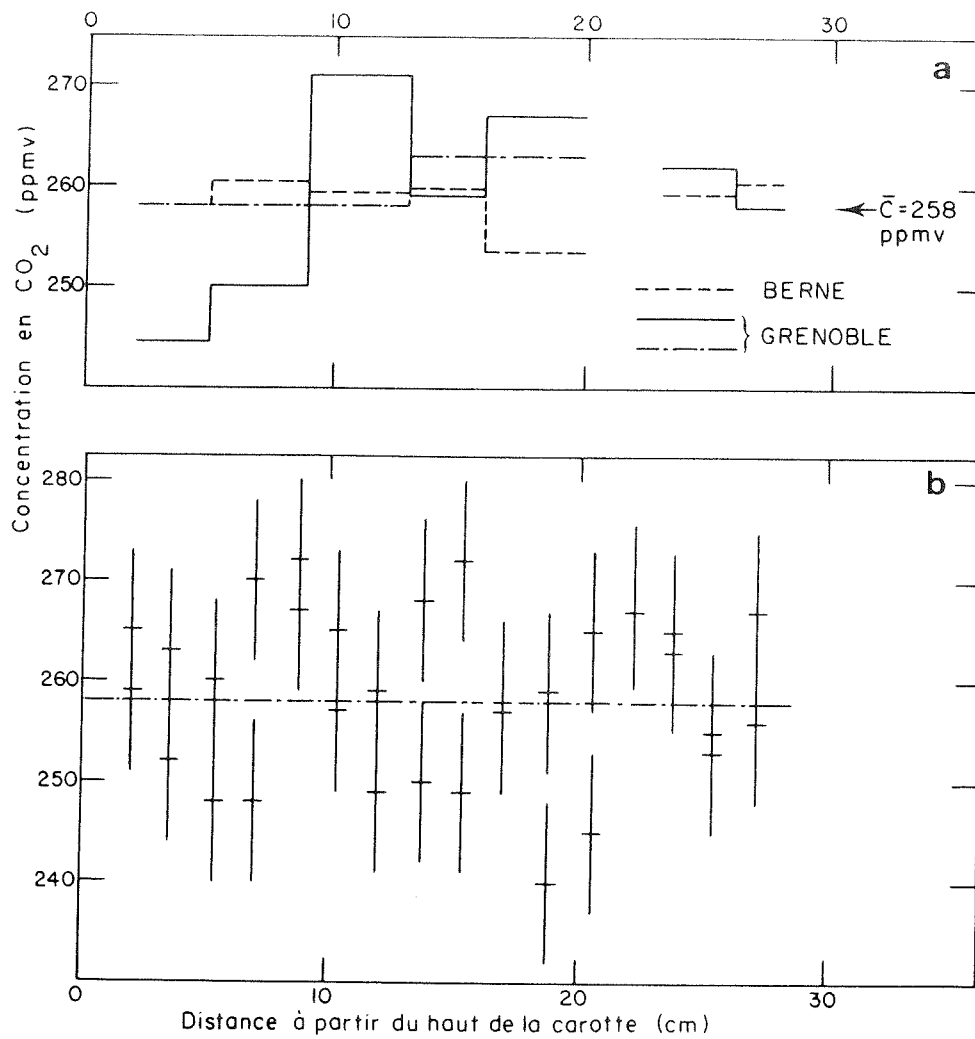 0 10 20 30
a
270
260
250
C̄=258
ppmv
BERNE
GRENOBLE
Concentration en CO2 (ppmv)
b
280
270
260
250
240
0 10 20 30
Distance à partir du haut de la carotte (cm)